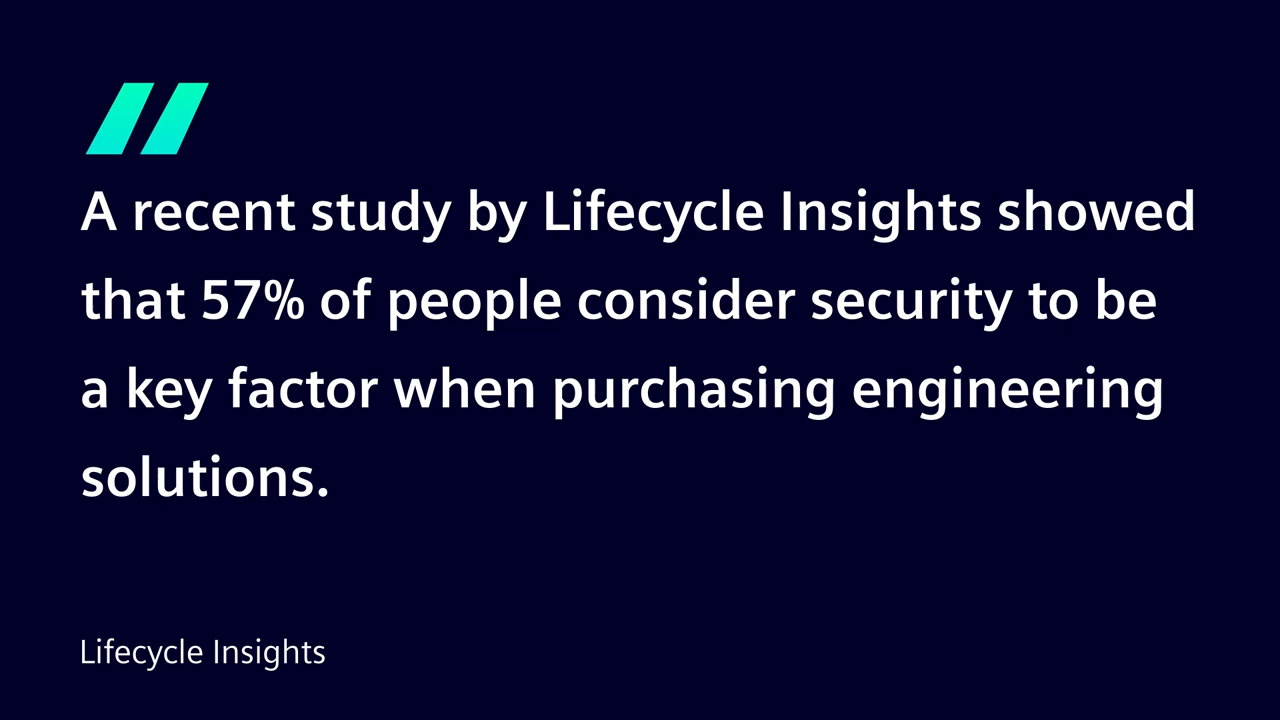 A recent study by Lifecycle Insights showed
that 57% of people consider security to be
a key factor when purchasing engineering
solutions.
Lifecycle Insights